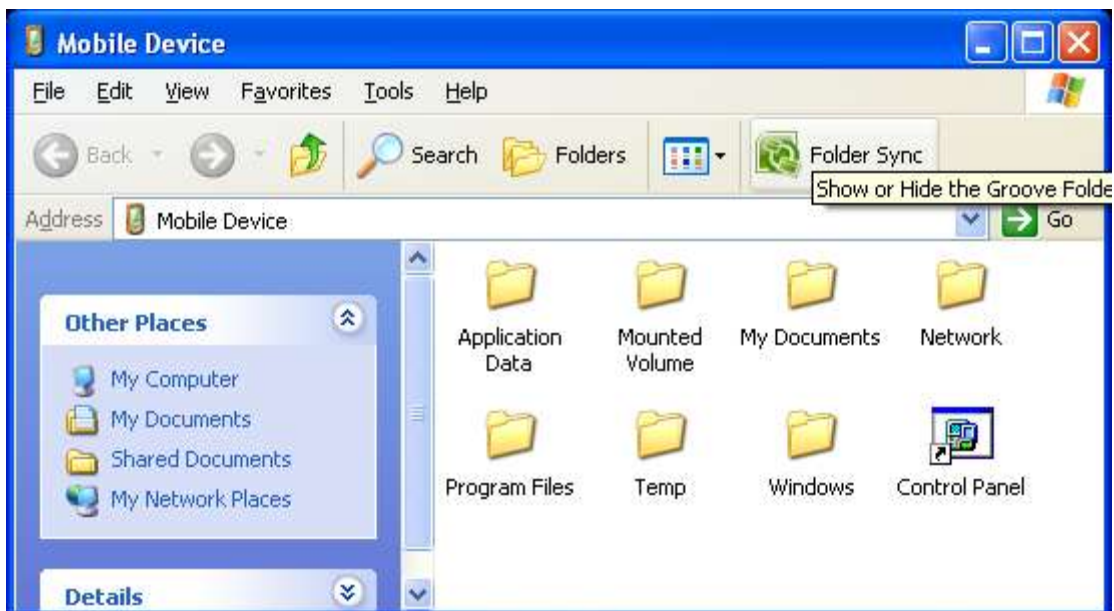 Mobile Device
File Edit View Favorites Tools Help
Back Search Folders Folder Sync
Show or Hide the Groove Folde
Address Mobile Device Go
Other Places
My Computer
My Documents
Shared Documents
My Network Places
Details
Application
Data
Mounted
Volume
My Documents
Network
Program Files
Temp
Windows
Control Panel